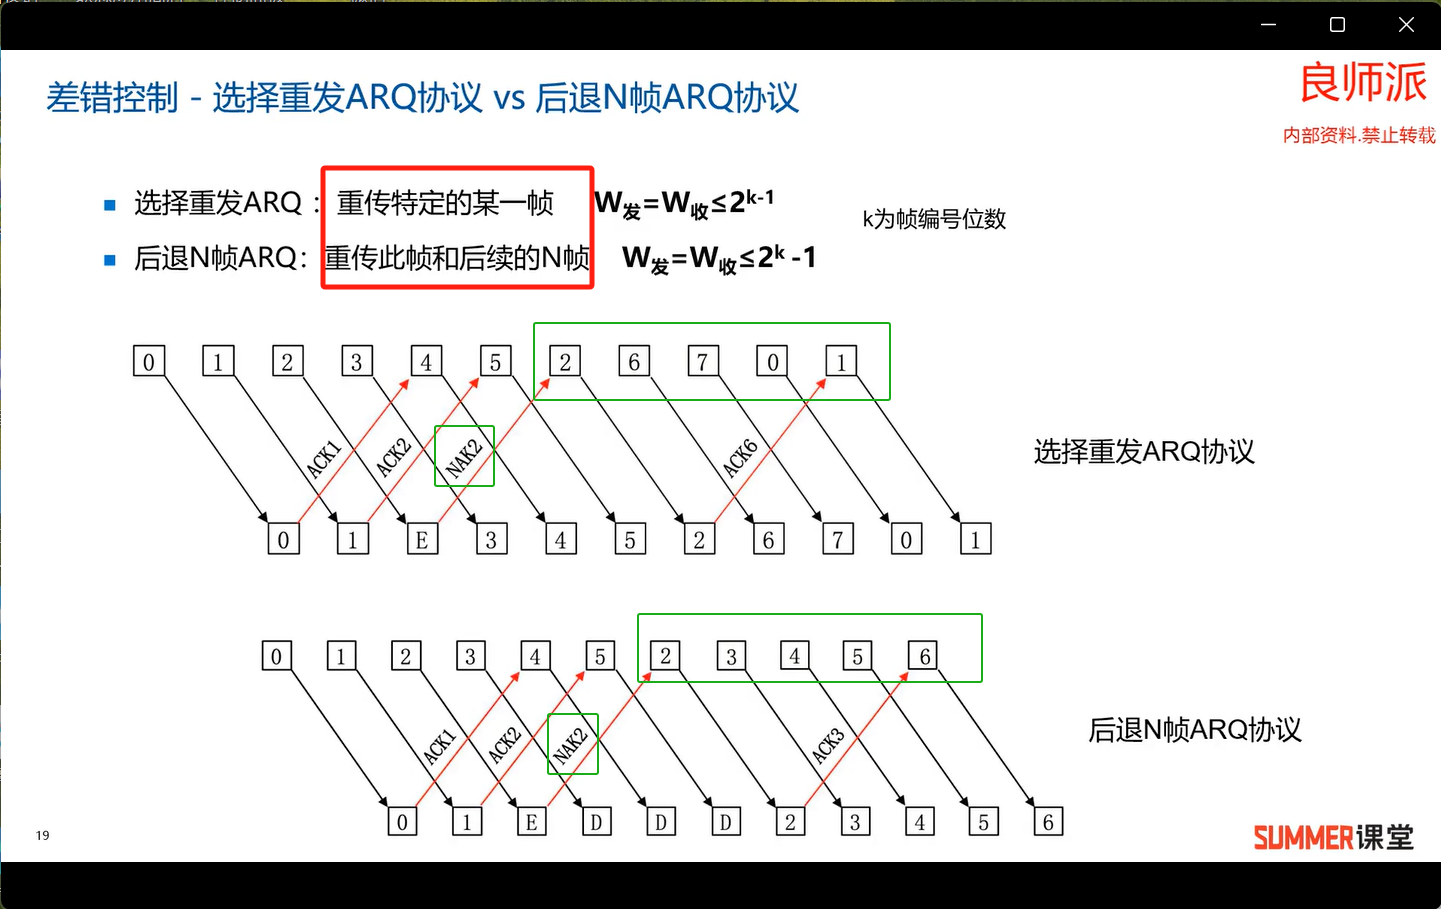 差错控制 - 选择重发ARQ协议 vs 后退N帧ARQ协议
良师派
内部资料.禁止转载
选择重发ARQ： 重传特定的某一帧 W发=W收≤2^k-1
k为帧编号位数
后退N帧ARQ：重传此帧和后续的N帧 W发=W收≤2^k -1
0 1 2 3 4 5 2 6 7 0 1
ACK1 ACK2 NAK2 ACK6
选择重发ARQ协议
0 1 E 3 4 5 2 6 7 0 1
0 1 2 3 4 5 2 3 4 5 6
ACK1 ACK2 NAK2 ACK3
后退N帧ARQ协议
0 1 E D D D 2 3 4 5 6
19
SUMMER课堂